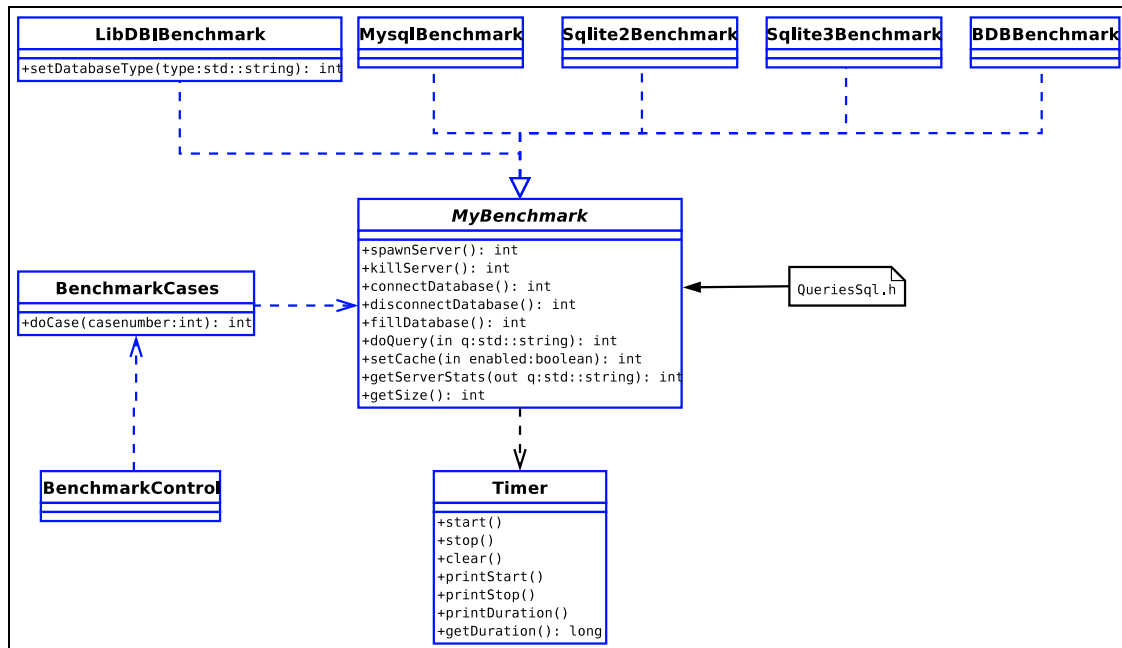 LibDBIBenchmark
+setDatabaseType(type:std::string): int
MysqlBenchmark
Sqlite2Benchmark
Sqlite3Benchmark
BDBBenchmark
MyBenchmark
+spawnServer(): int
+killServer(): int
+connectDatabase(): int
+disconnectDatabase(): int
+fillDatabase(): int
+doQuery(in q:std::string): int
+setCache(in enabled:boolean): int
+getServerStats(out q:std::string): int
+getSize(): int
QueriesSql.h
BenchmarkCases
+doCase(casenumber:int): int
BenchmarkControl
Timer
+start()
+stop()
+clear()
+printStart()
+printStop()
+printDuration()
+getDuration(): long